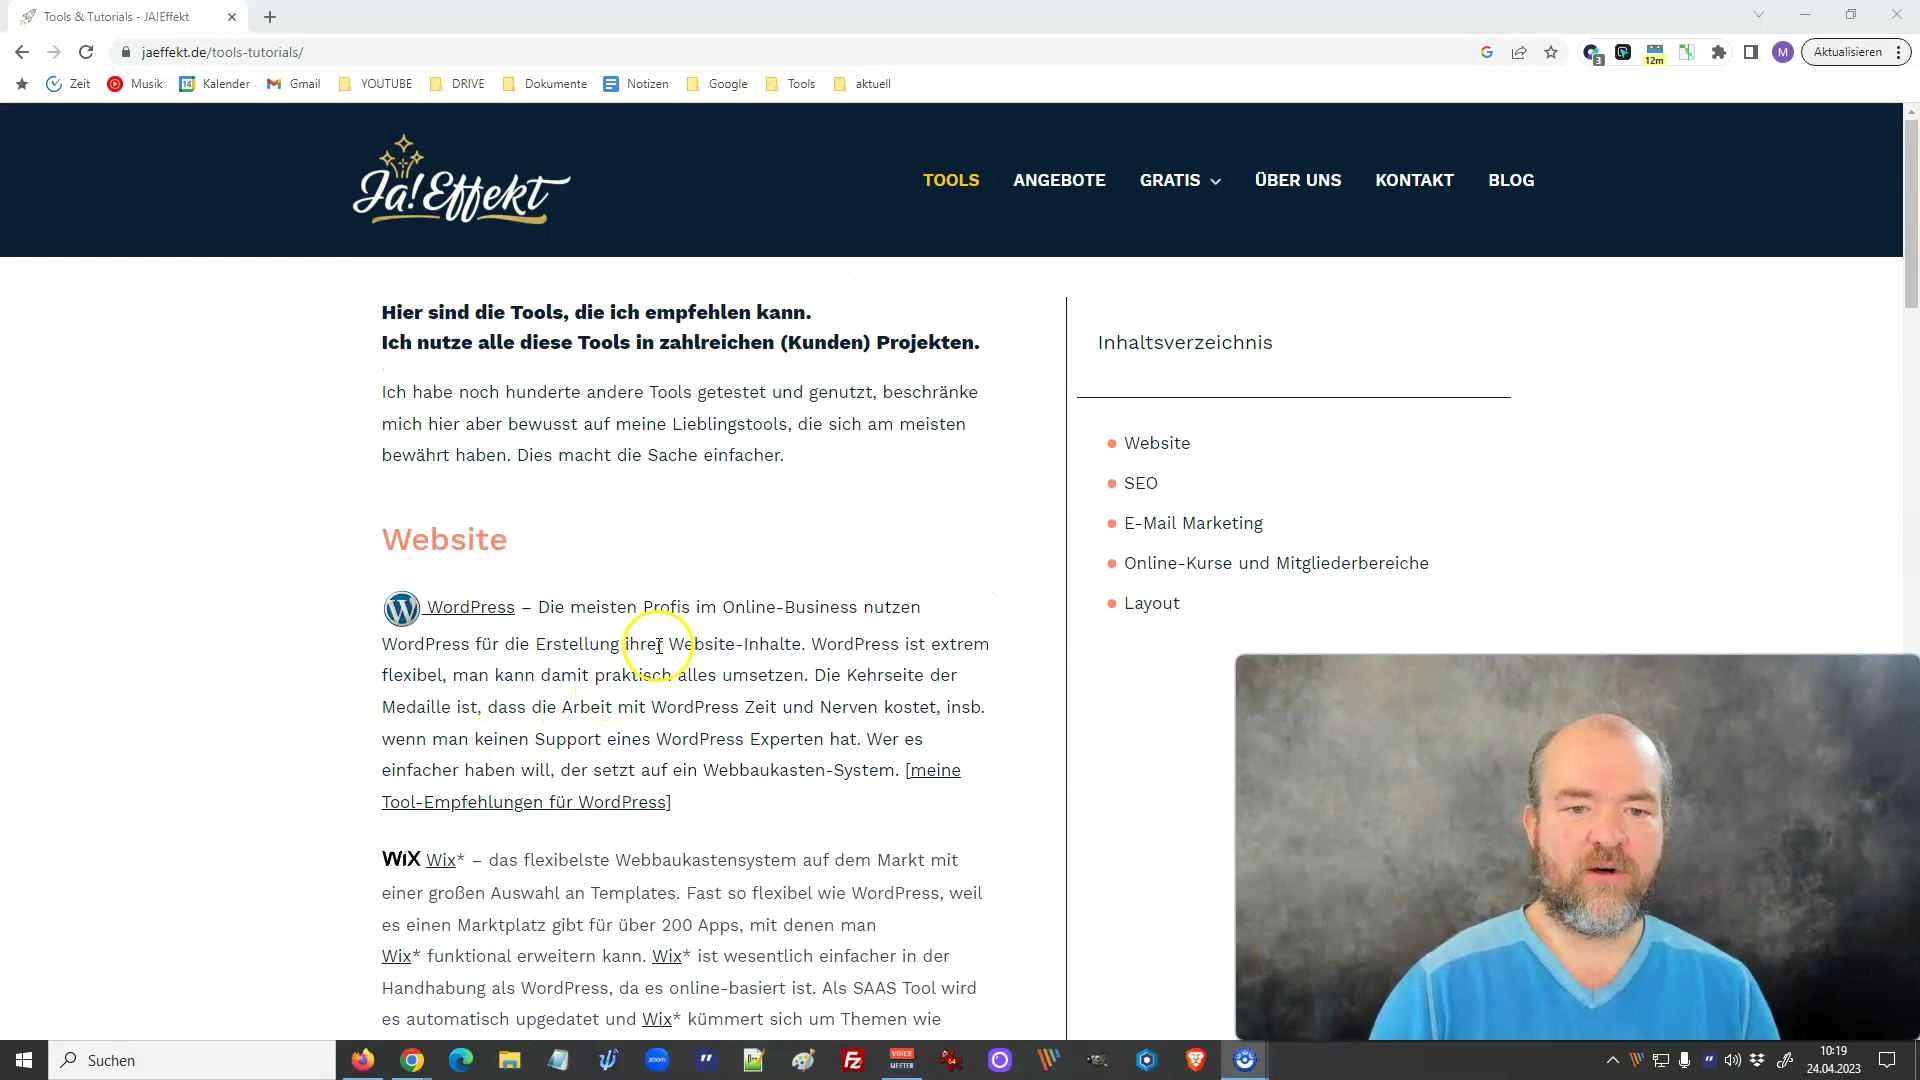 Tools & Tutorials - JA!Effekt
jaeffekt.de/tools-tutorials/
3
12m
M
Aktualisieren
Zeit
Musik
14
Kalender
Gmail
YOUTUBE
DRIVE
Dokumente
Notizen
Google
Tools
aktuell
Ja!Effekt
TOOLS
ANGEBOTE
GRATIS
ÜBER UNS
KONTAKT
BLOG
Hier sind die Tools, die ich empfehlen kann.
Ich nutze alle diese Tools in zahlreichen (Kunden) Projekten.
Ich habe noch hunderte andere Tools getestet und genutzt, beschränke
mich hier aber bewusst auf meine Lieblingstools, die sich am meisten
bewährt haben. Dies macht die Sache einfacher.
Website
WordPress – Die meisten Profis im Online-Business nutzen
WordPress für die Erstellung ihrer Website-Inhalte. WordPress ist extrem
flexibel, man kann damit praktisch alles umsetzen. Die Kehrseite der
Medaille ist, dass die Arbeit mit WordPress Zeit und Nerven kostet, insb.
wenn man keinen Support eines WordPress Experten hat. Wer es
einfacher haben will, der setzt auf ein Webbaukasten-System. [meine
Tool-Empfehlungen für WordPress]
WiX Wix* – das flexibelste Webbaukastensystem auf dem Markt mit
einer großen Auswahl an Templates. Fast so flexibel wie WordPress, weil
es einen Marktplatz gibt für über 200 Apps, mit denen man
Wix* funktional erweitern kann. Wix* ist wesentlich einfacher in der
Handhabung als WordPress, da es online-basiert ist. Als SAAS Tool wird
es automatisch upgedatet und Wix* kümmert sich um Themen wie
Inhaltsverzeichnis
Website
SEO
E-Mail Marketing
Online-Kurse und Mitgliederbereiche
Layout
Suchen
zoom
VOICE
MEETER
64
10:19
24.04.2023